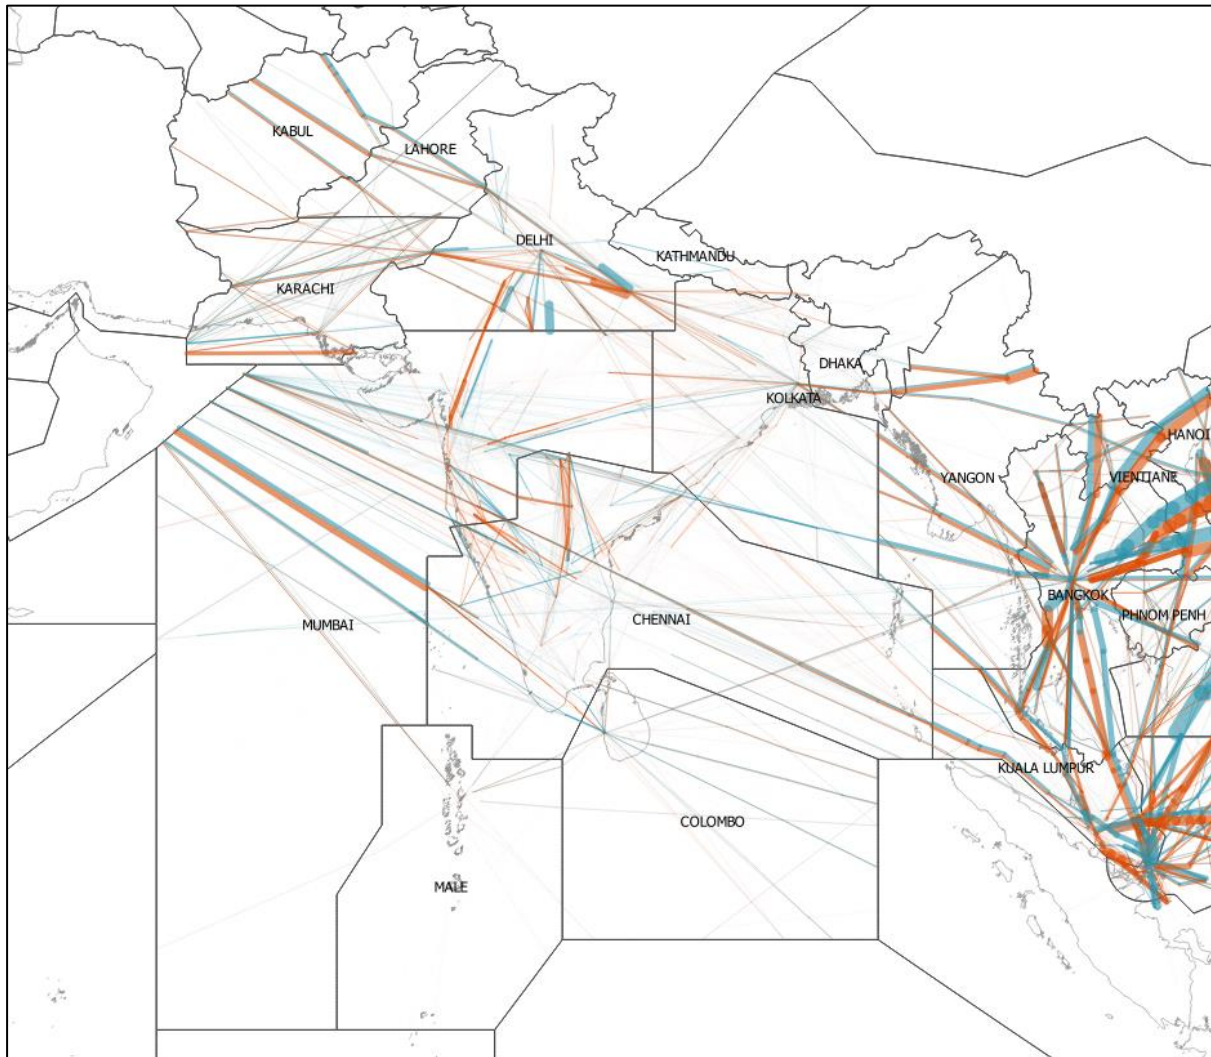 KABUL
LAHORE
DELHI
KATHMANDU
KARACHI
DHAKA
KOLKATA
HANOI
YANGON
VIENTIANE
BANGKOK
PHNOM PENH
MUMBAI
CHENNAI
KUALA LUMPUR
COLOMBO
MALE